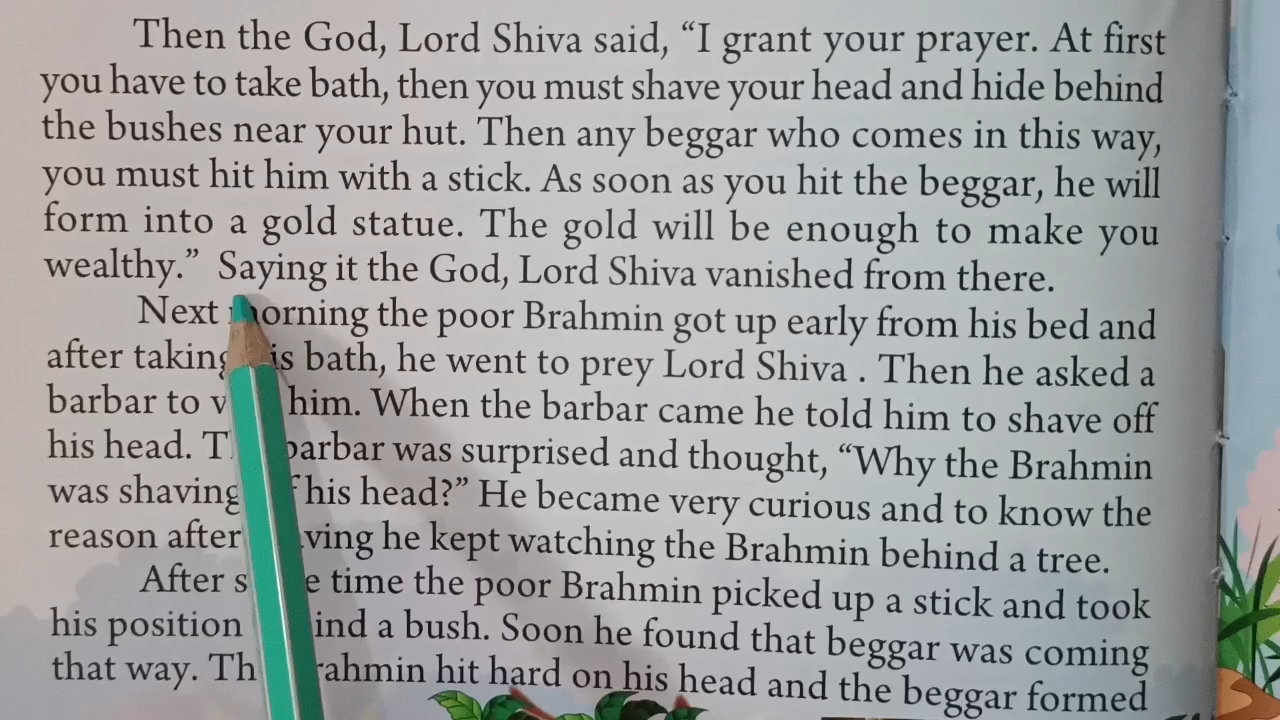 Then the God, Lord Shiva said, “I grant your prayer. At first
you have to take bath, then you must shave your head and hide behind
the bushes near your hut. Then any beggar who comes in this way,
you must hit him with a stick. As soon as you hit the beggar, he will
form into a gold statue. The gold will be enough to make you
wealthy.” Saying it the God, Lord Shiva vanished from there.
Next morning the poor Brahmin got up early from his bed and
after taking his bath, he went to prey Lord Shiva . Then he asked a
barbar to him. When the barbar came he told him to shave off
his head. The barbar was surprised and thought, “Why the Brahmin
was shaving off his head?” He became very curious and to know the
reason after shaving he kept watching the Brahmin behind a tree.
After some time the poor Brahmin picked up a stick and took
his position behind a bush. Soon he found that beggar was coming
that way. The Brahmin hit hard on his head and the beggar formed